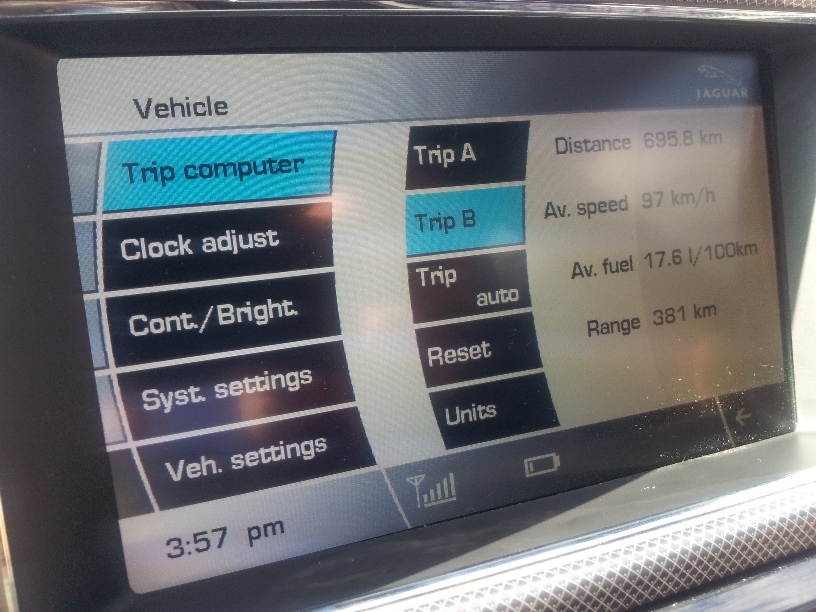 JAGUAR
Vehicle
Trip computer
Clock adjust
Cont./Bright.
Syst. settings
Veh. settings
Trip A
Trip B
Trip
auto
Reset
Units
Distance 695.8 km
Av. speed 97 km/h
Av. fuel 17.6 l/100km
Range 381 km
3:57 pm